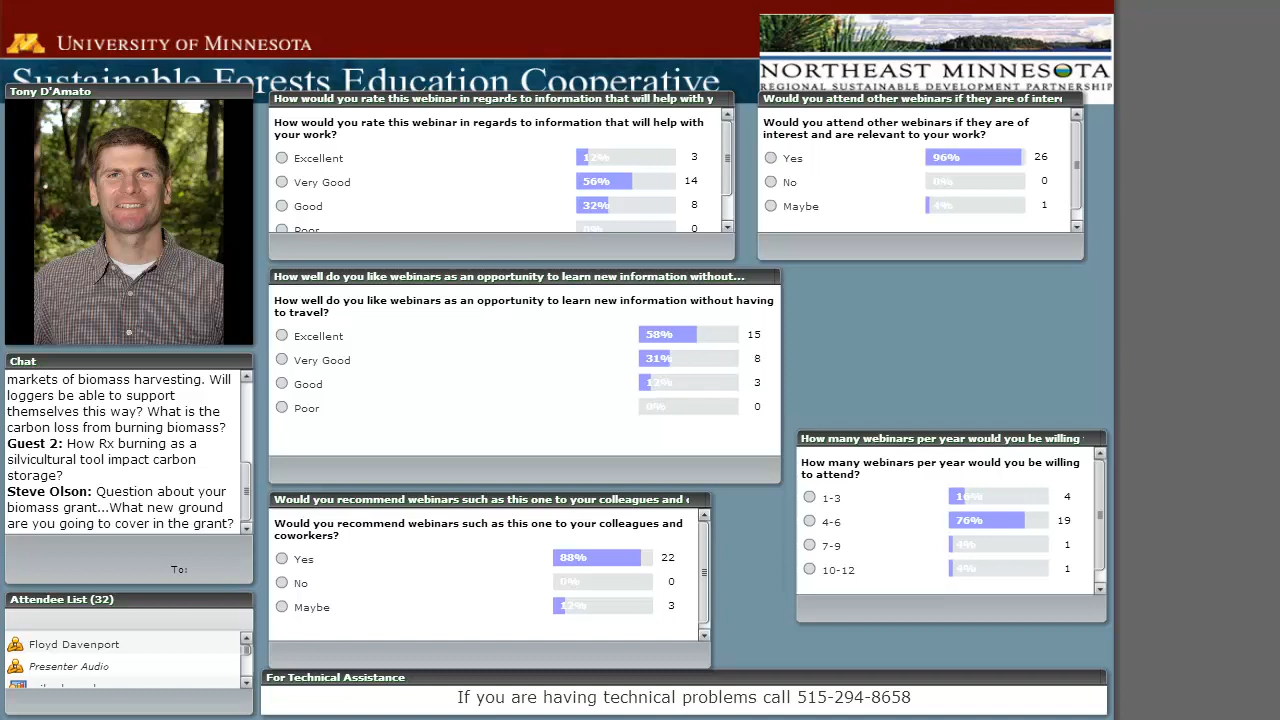 UNIVERSITY OF MINNESOTA
Sustainable Forests Education Cooperative
NORTHEAST MINNESOTA
REGIONAL SUSTAINABLE DEVELOPMENT PARTNERSHIP
Tony D'Amato
Chat
markets of biomass harvesting. Will
loggers be able to support
themselves this way? What is the
carbon loss from burning biomass?
Guest 2: How Rx burning as a
silvicultural tool impact carbon
storage?
Steve Olson: Question about your
biomass grant...What new ground
are you going to cover in the grant?
To:
Attendee List (32)
Floyd Davenport
Presenter Audio
How would you rate this webinar in regards to information that will help with y
How would you rate this webinar in regards to information that will help with
your work?
Excellent 12% 3
Very Good 56% 14
Good 32% 8
Poor 0% 0
Would you attend other webinars if they are of inter
Would you attend other webinars if they are of
interest and are relevant to your work?
Yes 96% 26
No 0% 0
Maybe 4% 1
How well do you like webinars as an opportunity to learn new information without...
How well do you like webinars as an opportunity to learn new information without having
to travel?
Excellent 58% 15
Very Good 31% 8
Good 12% 3
Poor 0% 0
How many webinars per year would you be willing
How many webinars per year would you be willing
to attend?
1-3 16% 4
4-6 76% 19
7-9 4% 1
10-12 4% 1
Would you recommend webinars such as this one to your colleagues and c
Would you recommend webinars such as this one to your colleagues and
coworkers?
Yes 88% 22
No 0% 0
Maybe 12% 3
For Technical Assistance
If you are having technical problems call 515-294-8658